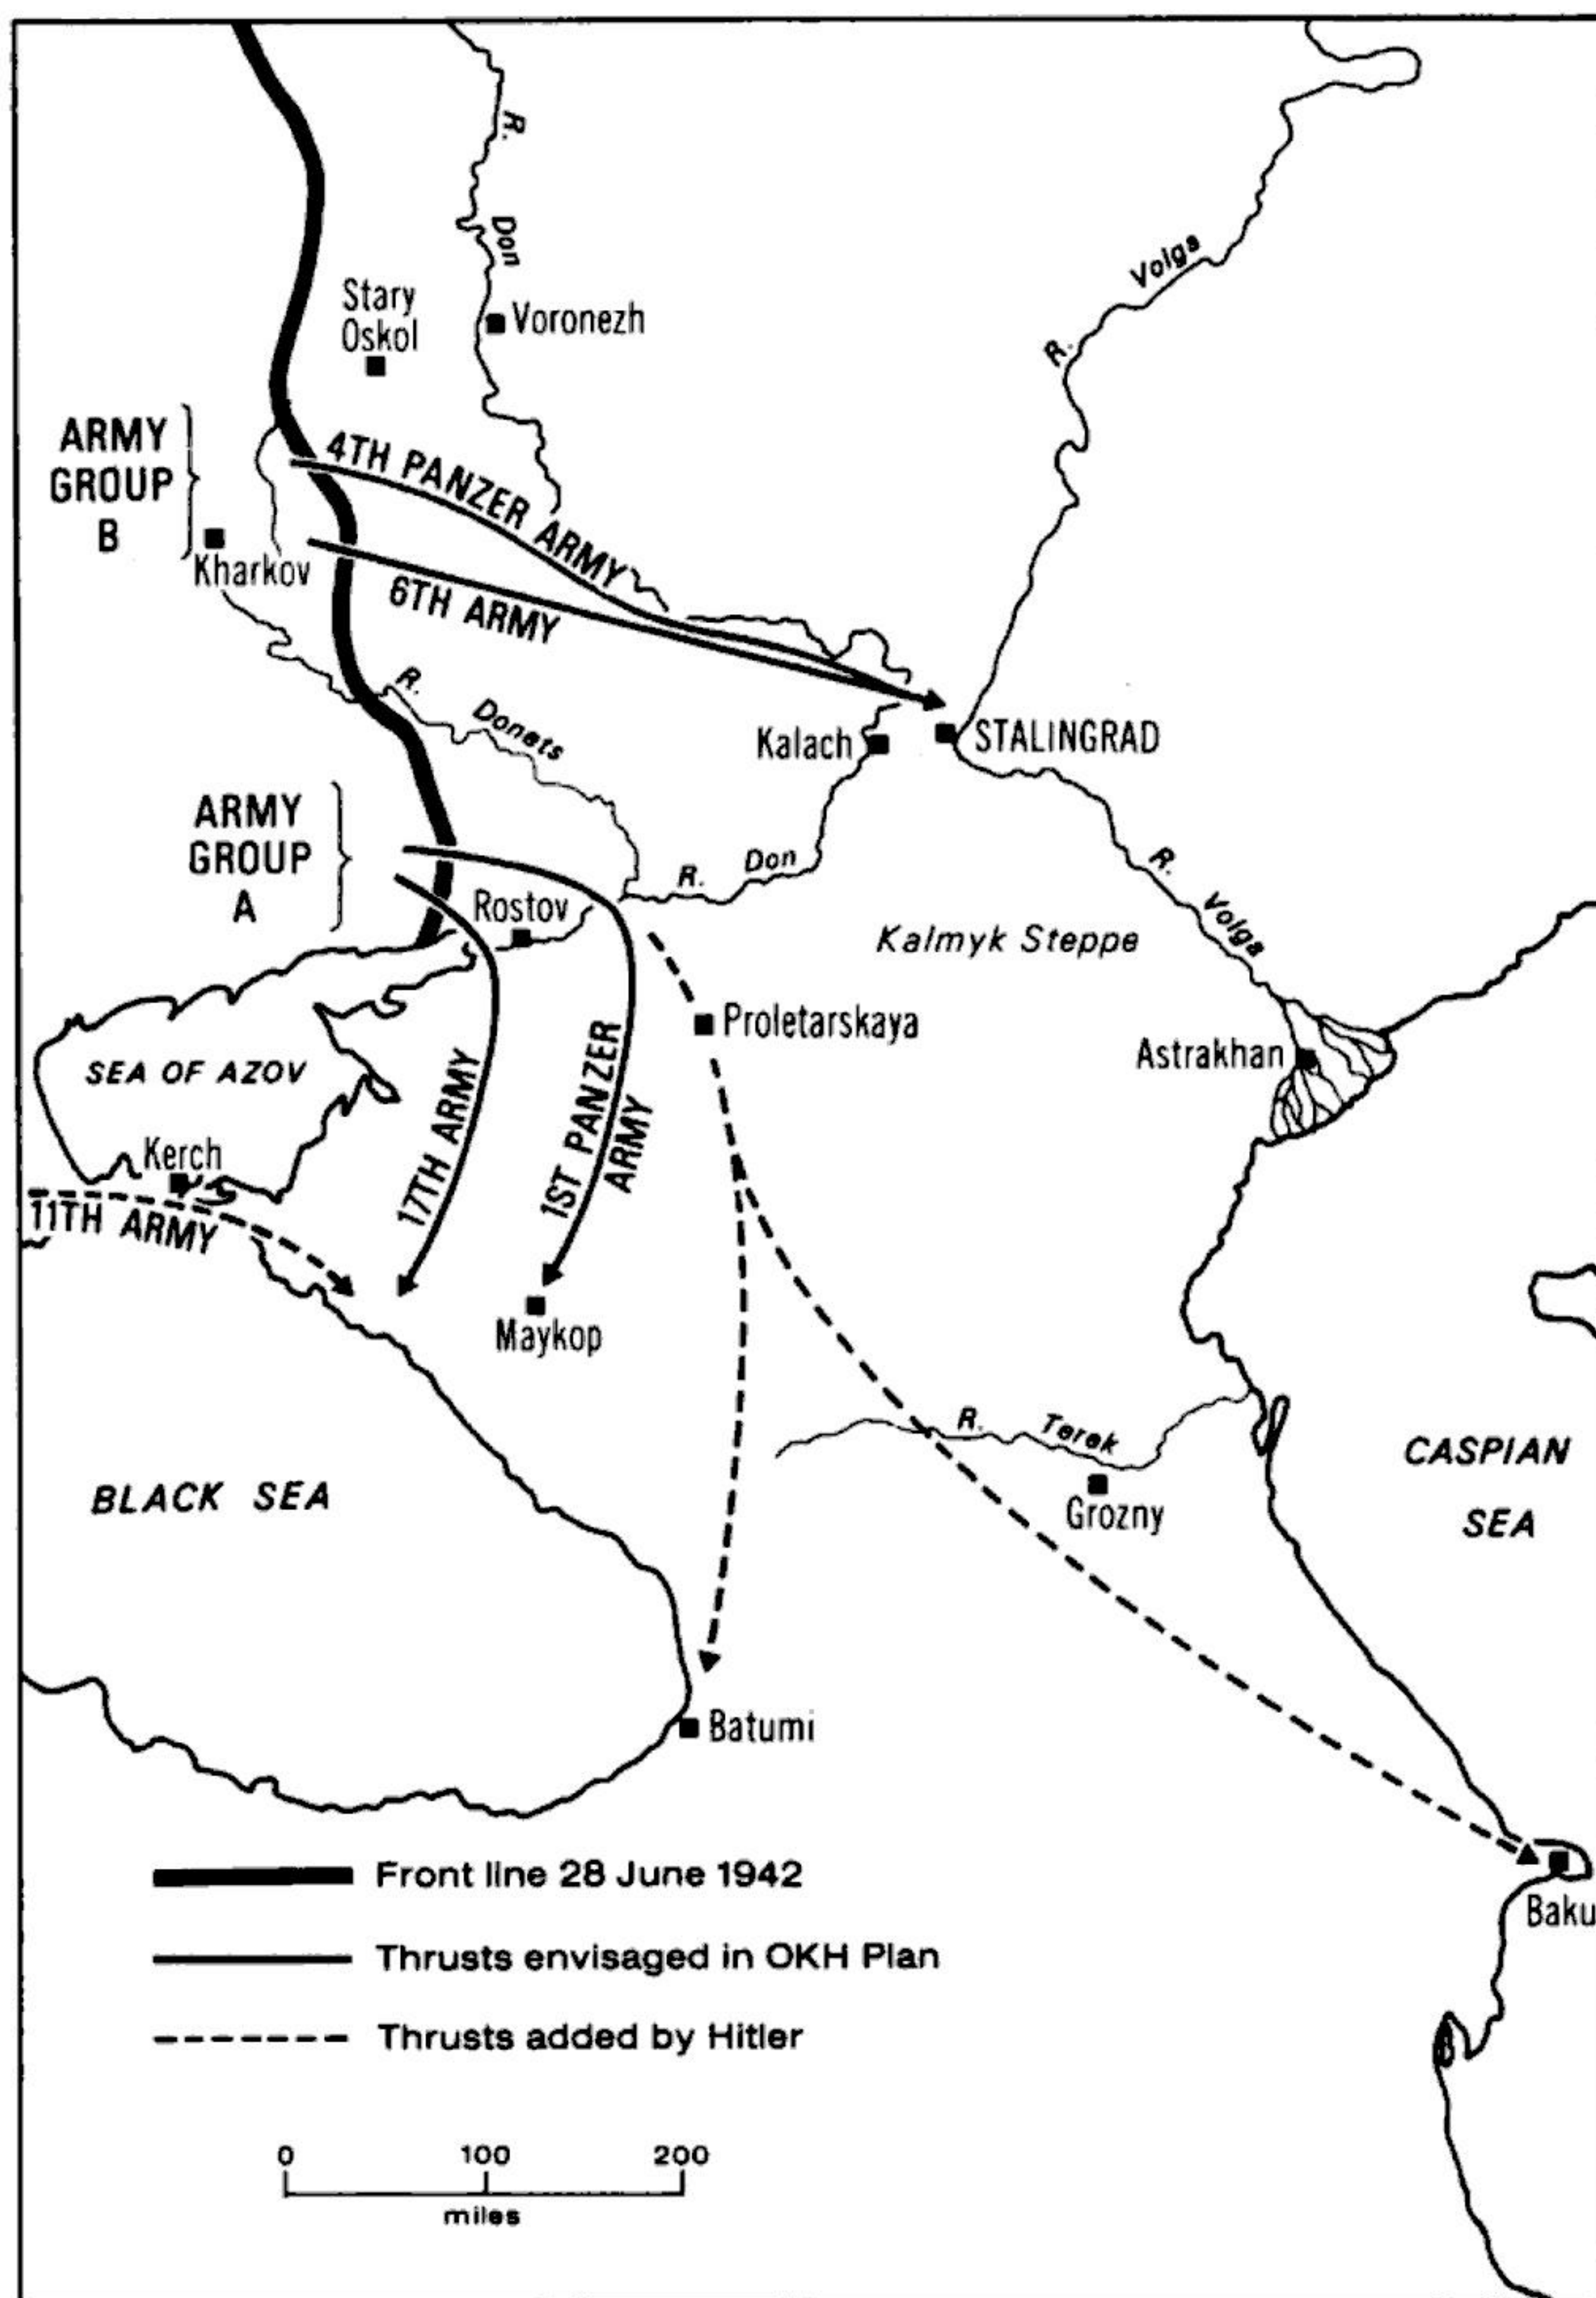 R.
Don
Volga
R.
Stary
Oskol
Voronezh
ARMY
GROUP
B
4TH PANZER ARMY
Kharkov
6TH ARMY
R.
Donets
Kalach
STALINGRAD
ARMY
GROUP
A
Rostov
R.
Don
R.
Volga
Kalmyk Steppe
Proletarskaya
Astrakhan
SEA OF AZOV
17TH ARMY
1ST PANZER
ARMY
Kerch
11TH ARMY
Maykop
R.
Terek
Grozny
CASPIAN
SEA
BLACK SEA
Batumi
Baku
Front line 28 June 1942
Thrusts envisaged in OKH Plan
Thrusts added by Hitler
0 100 200
miles